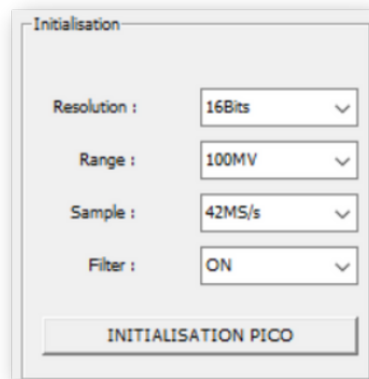 Initialisation
Resolution : 16Bits
Range : 100MV
Sample : 42MS/s
Filter : ON
INITIALISATION PICO